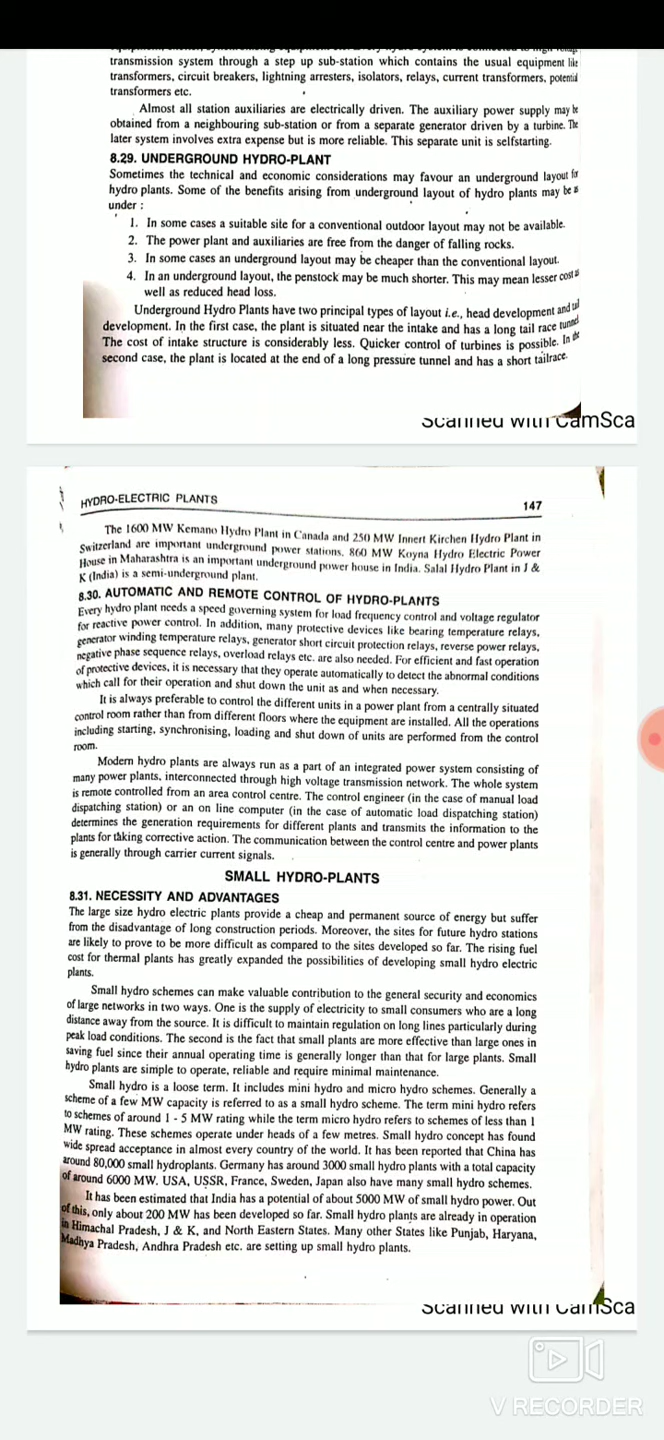 transmission system through a step up sub-station which contains the usual equipment like
transformers, circuit breakers, lightning arresters, isolators, relays, current transformers, potential
transformers etc.
Almost all station auxiliaries are electrically driven. The auxiliary power supply may be
obtained from a neighbouring sub-station or from a separate generator driven by a turbine. The
later system involves extra expense but is more reliable. This separate unit is selfstarting.
8.29. UNDERGROUND HYDRO-PLANT
Sometimes the technical and economic considerations may favour an underground layout for
hydro plants. Some of the benefits arising from underground layout of hydro plants may be as
under :
1. In some cases a suitable site for a conventional outdoor layout may not be available.
2. The power plant and auxiliaries are free from the danger of falling rocks.
3. In some cases an underground layout may be cheaper than the conventional layout.
4. In an underground layout, the penstock may be much shorter. This may mean lesser cost as
well as reduced head loss.
Underground Hydro Plants have two principal types of layout i.e., head development and tail
development. In the first case, the plant is situated near the intake and has a long tail race tunnel.
The cost of intake structure is considerably less. Quicker control of turbines is possible. In the
second case, the plant is located at the end of a long pressure tunnel and has a short tailrace.
Scanned with CamSca
HYDRO-ELECTRIC PLANTS 147
The 1600 MW Kemano Hydro Plant in Canada and 250 MW Innert Kirchen Hydro Plant in
Switzerland are important underground power stations. 860 MW Koyna Hydro Electric Power
House in Maharashtra is an important underground power house in India. Salal Hydro Plant in J &
K (India) is a semi-underground plant.
8.30. AUTOMATIC AND REMOTE CONTROL OF HYDRO-PLANTS
Every hydro plant needs a speed governing system for load frequency control and voltage regulator
for reactive power control. In addition, many protective devices like bearing temperature relays,
generator winding temperature relays, generator short circuit protection relays, reverse power relays,
negative phase sequence relays, overload relays etc. are also needed. For efficient and fast operation
of protective devices, it is necessary that they operate automatically to detect the abnormal conditions
which call for their operation and shut down the unit as and when necessary.
It is always preferable to control the different units in a power plant from a centrally situated
control room rather than from different floors where the equipment are installed. All the operations
including starting, synchronising, loading and shut down of units are performed from the control
room.
Modern hydro plants are always run as a part of an integrated power system consisting of
many power plants, interconnected through high voltage transmission network. The whole system
is remote controlled from an area control centre. The control engineer (in the case of manual load
dispatching station) or an on line computer (in the case of automatic load dispatching station)
determines the generation requirements for different plants and transmits the information to the
plants for taking corrective action. The communication between the control centre and power plants
is generally through carrier current signals.
SMALL HYDRO-PLANTS
8.31. NECESSITY AND ADVANTAGES
The large size hydro electric plants provide a cheap and permanent source of energy but suffer
from the disadvantage of long construction periods. Moreover, the sites for future hydro stations
are likely to prove to be more difficult as compared to the sites developed so far. The rising fuel
cost for thermal plants has greatly expanded the possibilities of developing small hydro electric
plants.
Small hydro schemes can make valuable contribution to the general security and economics
of large networks in two ways. One is the supply of electricity to small consumers who are a long
distance away from the source. It is difficult to maintain regulation on long lines particularly during
peak load conditions. The second is the fact that small plants are more effective than large ones in
saving fuel since their annual operating time is generally longer than that for large plants. Small
hydro plants are simple to operate, reliable and require minimal maintenance.
Small hydro is a loose term. It includes mini hydro and micro hydro schemes. Generally a
scheme of a few MW capacity is referred to as a small hydro scheme. The term mini hydro refers
to schemes of around 1 - 5 MW rating while the term micro hydro refers to schemes of less than 1
MW rating. These schemes operate under heads of a few metres. Small hydro concept has found
wide spread acceptance in almost every country of the world. It has been reported that China has
around 80,000 small hydroplants. Germany has around 3000 small hydro plants with a total capacity
of around 6000 MW. USA, USSR, France, Sweden, Japan also have many small hydro schemes.
It has been estimated that India has a potential of about 5000 MW of small hydro power. Out
of this, only about 200 MW has been developed so far. Small hydro plants are already in operation
in Himachal Pradesh, J & K, and North Eastern States. Many other States like Punjab, Haryana,
Madhya Pradesh, Andhra Pradesh etc. are setting up small hydro plants.
Scanned with CamSca
V RECORDER